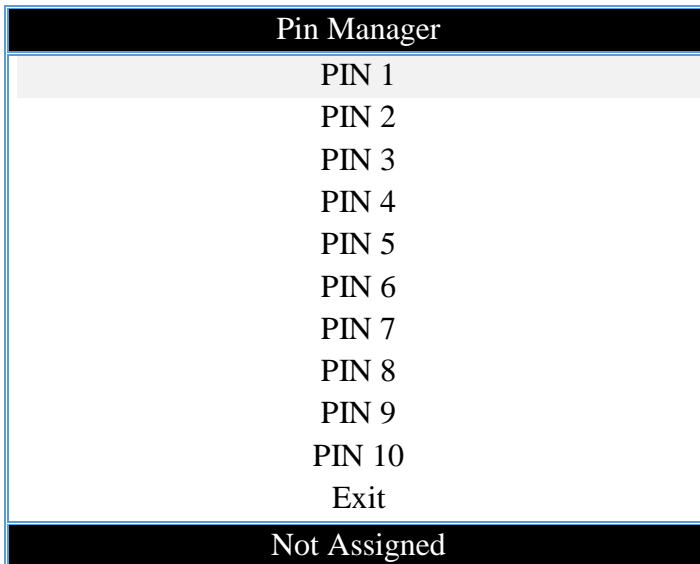 Pin Manager
PIN 1
PIN 2
PIN 3
PIN 4
PIN 5
PIN 6
PIN 7
PIN 8
PIN 9
PIN 10
Exit
Not Assigned